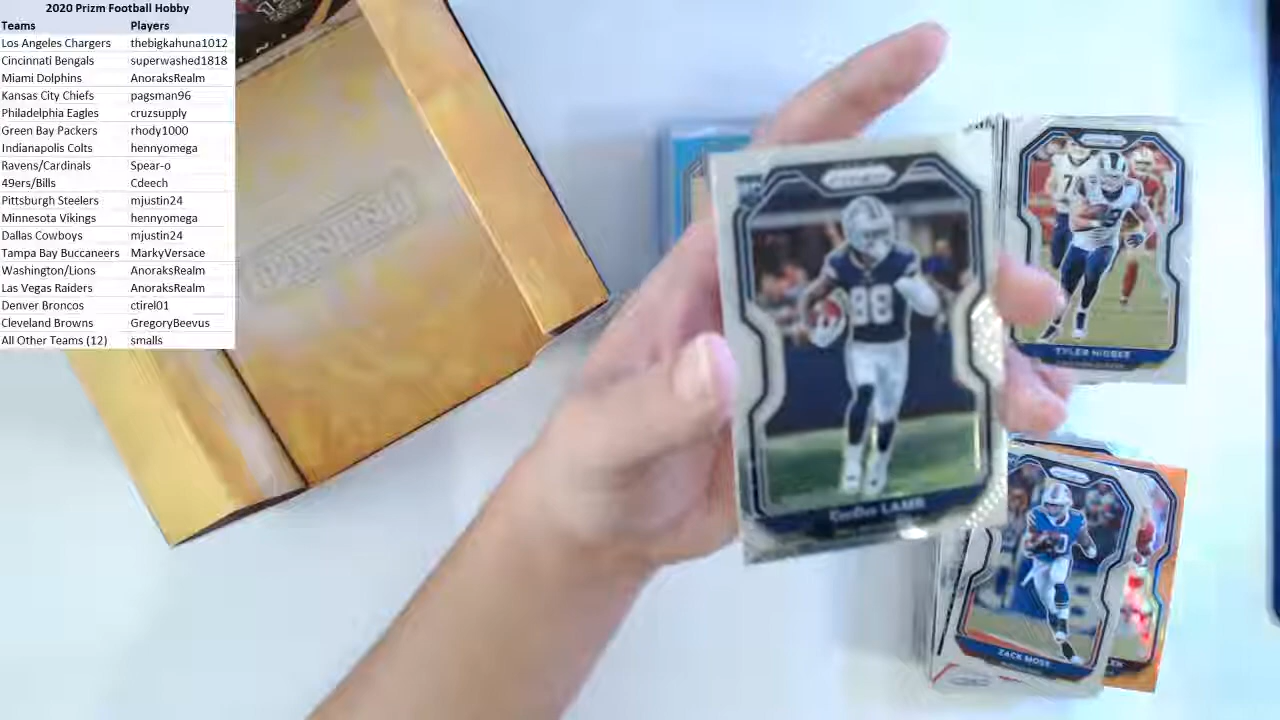 2020 Prizm Football Hobby
Teams Players
Los Angeles Chargers thebigkahuna1012
Cincinnati Bengals superwashed1818
Miami Dolphins AnoraksRealm
Kansas City Chiefs pagsman96
Philadelphia Eagles cruzsupply
Green Bay Packers rhody1000
Indianapolis Colts hennyomega
Ravens/Cardinals Spear-o
49ers/Bills Cdeech
Pittsburgh Steelers mjustin24
Minnesota Vikings hennyomega
Dallas Cowboys mjustin24
Tampa Bay Buccaneers MarkyVersace
Washington/Lions AnoraksRealm
Las Vegas Raiders AnoraksRealm
Denver Broncos ctirel01
Cleveland Browns GregoryBeevus
All Other Teams (12) smalls
88
CeeDee LAMB
TYLER HIGBEE
ZACK MOSS